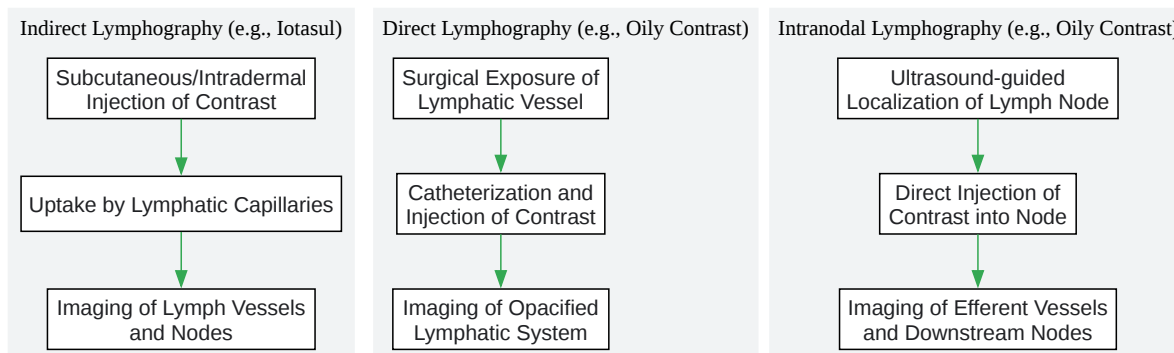 Indirect Lymphography (e.g., Iotasul)
Subcutaneous/Intradermal
Injection of Contrast
Uptake by Lymphatic Capillaries
Imaging of Lymph Vessels
and Nodes
Direct Lymphography (e.g., Oily Contrast)
Surgical Exposure of
Lymphatic Vessel
Catheterization and
Injection of Contrast
Imaging of Opacified
Lymphatic System
Intranodal Lymphography (e.g., Oily Contrast)
Ultrasound-guided
Localization of Lymph Node
Direct Injection of
Contrast into Node
Imaging of Efferent Vessels
and Downstream Nodes